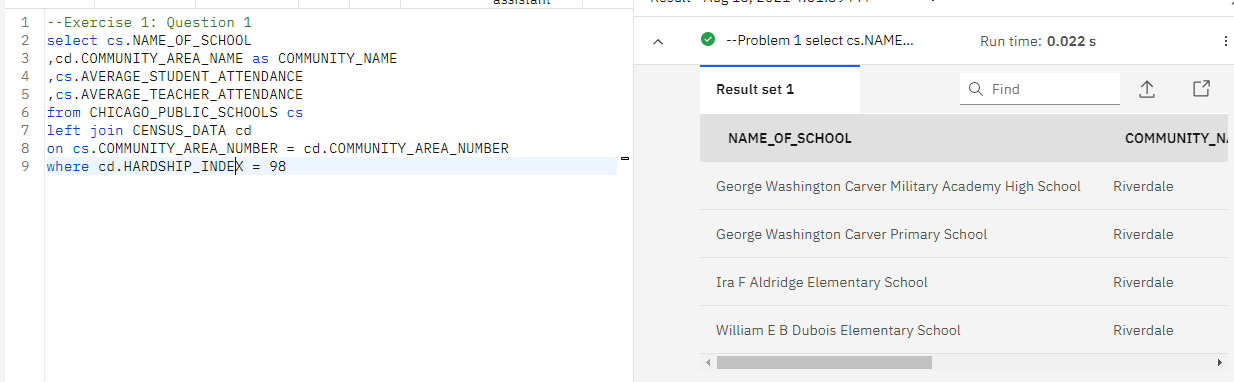 assistant
1 --Exercise 1: Question 1
2 select cs.NAME_OF_SCHOOL
3 ,cd.COMMUNITY_AREA_NAME as COMMUNITY_NAME
4 ,cs.AVERAGE_STUDENT_ATTENDANCE
5 ,cs.AVERAGE_TEACHER_ATTENDANCE
6 from CHICAGO_PUBLIC_SCHOOLS cs
7 left join CENSUS_DATA cd
8 on cs.COMMUNITY_AREA_NUMBER = cd.COMMUNITY_AREA_NUMBER
9 where cd.HARDSHIP_INDEX = 98
--Problem 1 select cs.NAME... Run time: 0.022 s
Result set 1 Find
NAME_OF_SCHOOL COMMUNITY_N
George Washington Carver Military Academy High School Riverdale
George Washington Carver Primary School Riverdale
Ira F Aldridge Elementary School Riverdale
William E B Dubois Elementary School Riverdale